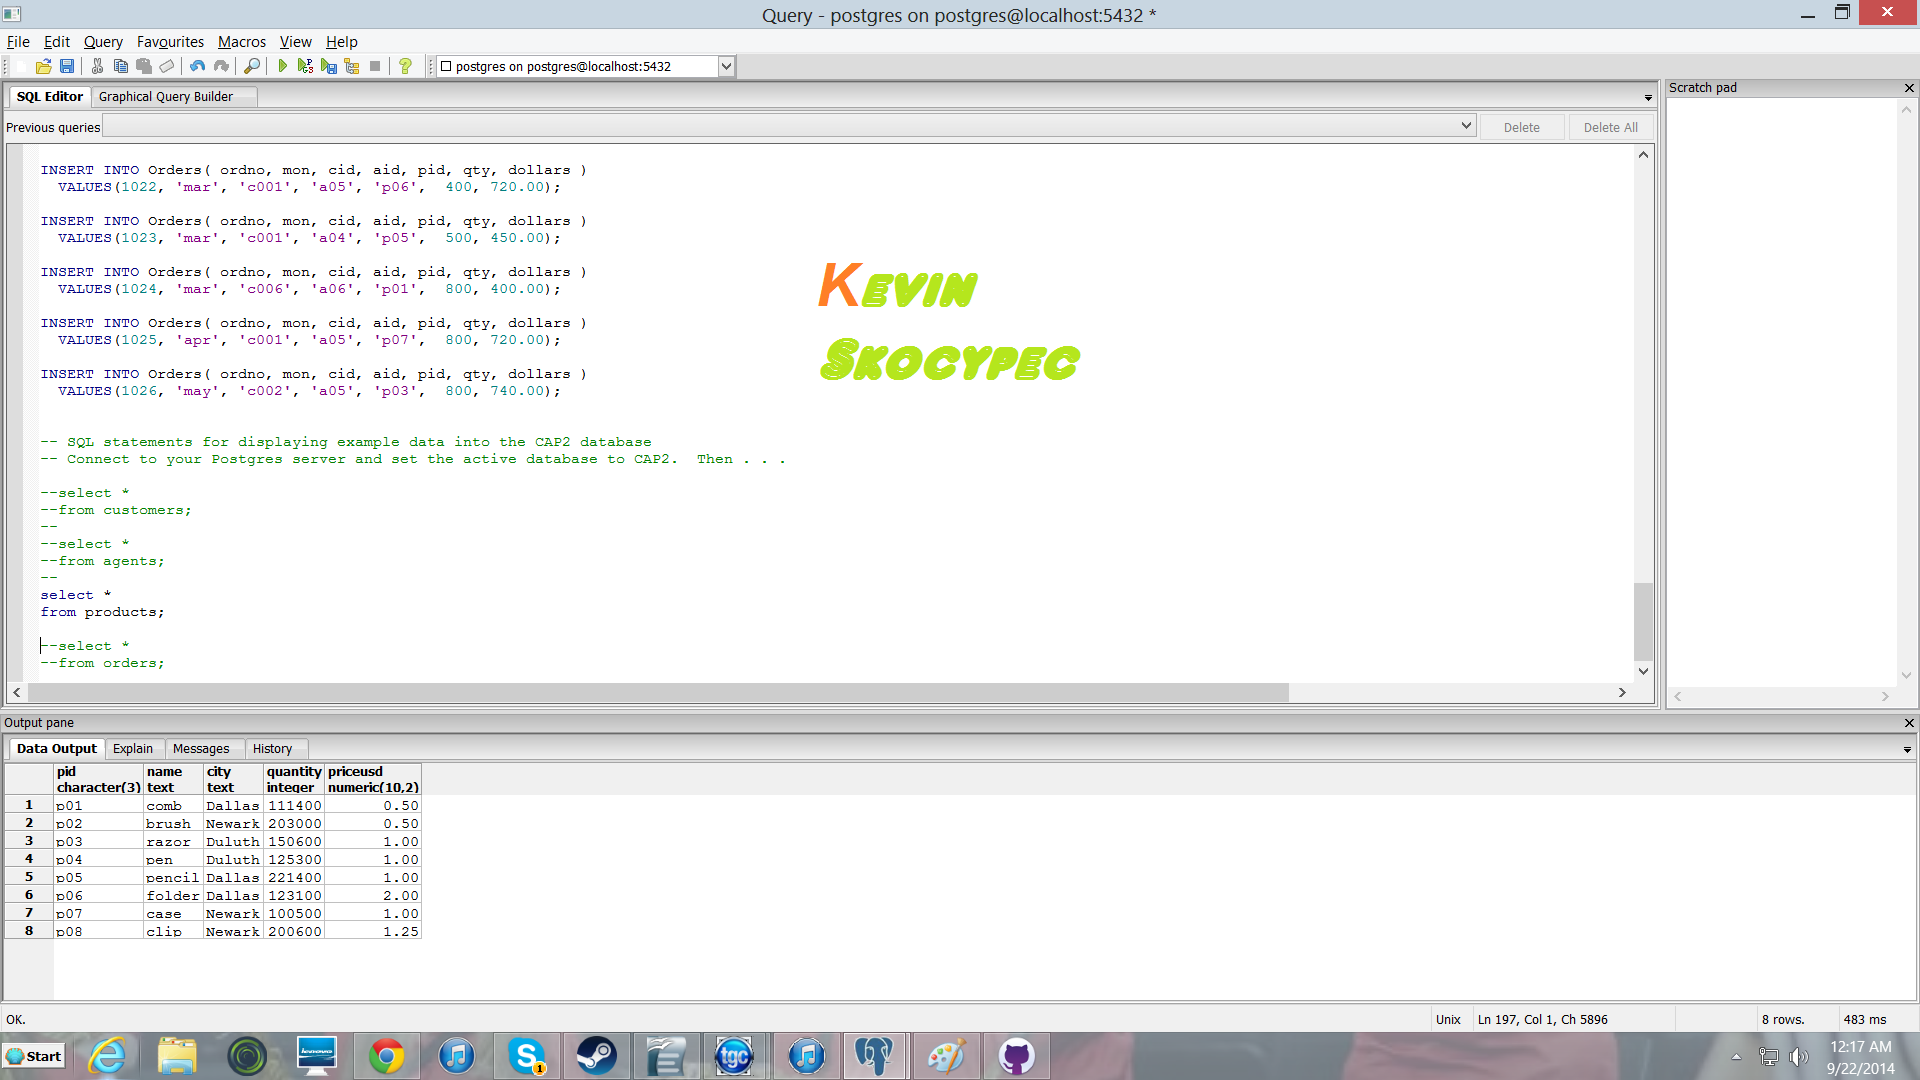 Query - postgres on postgres@localhost:5432 *
File Edit Query Favourites Macros View Help
postgres on postgres@localhost:5432
SQL Editor Graphical Query Builder
Scratch pad
Previous queries Delete Delete All
INSERT INTO Orders( ordno, mon, cid, aid, pid, qty, dollars )
VALUES(1022, 'mar', 'c001', 'a05', 'p06',  400, 720.00);
INSERT INTO Orders( ordno, mon, cid, aid, pid, qty, dollars )
VALUES(1023, 'mar', 'c001', 'a04', 'p05',  500, 450.00);
INSERT INTO Orders( ordno, mon, cid, aid, pid, qty, dollars )
VALUES(1024, 'mar', 'c006', 'a06', 'p01',  800, 400.00);
INSERT INTO Orders( ordno, mon, cid, aid, pid, qty, dollars )
VALUES(1025, 'apr', 'c001', 'a05', 'p07',  800, 720.00);
INSERT INTO Orders( ordno, mon, cid, aid, pid, qty, dollars )
VALUES(1026, 'may', 'c002', 'a05', 'p03',  800, 740.00);
Kevin
Skocypec
-- SQL statements for displaying example data into the CAP2 database
-- Connect to your Postgres server and set the active database to CAP2.  Then . . .
--select *
--from customers;
--
--select *
--from agents;
--
select *
from products;
--select *
--from orders;
Output pane
Data Output Explain Messages History
pid name city quantity priceusd
character(3) text text integer numeric(10,2)
1 p01 comb Dallas 111400 0.50
2 p02 brush Newark 203000 0.50
3 p03 razor Duluth 150600 1.00
4 p04 pen Duluth 125300 1.00
5 p05 pencil Dallas 221400 1.00
6 p06 folder Dallas 123100 2.00
7 p07 case Newark 100500 1.00
8 p08 clip Newark 200600 1.25
OK. Unix Ln 197, Col 1, Ch 5896 8 rows. 483 ms
Start lenovo 1 tgc 12:17 AM
9/22/2014